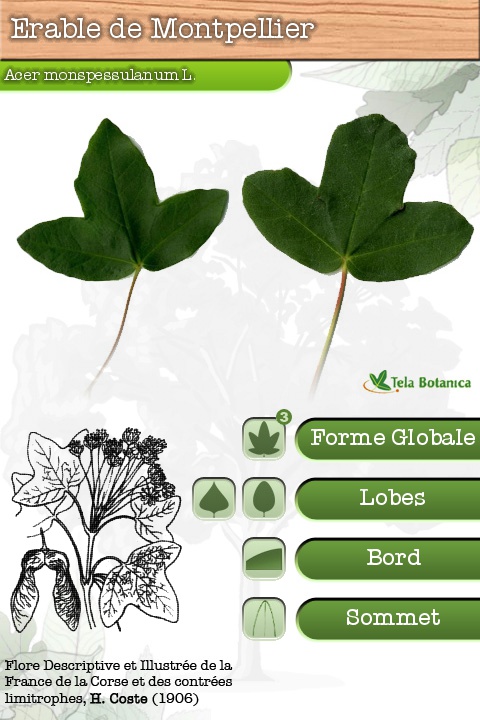 Erable de Montpellier
Acer monspessulanum L.
Tela Botanica
3
Forme Globale
Lobes
Bord
Sommet
Flore Descriptive et Illustrée de la
France de la Corse et des contrées
limitrophes, H. Coste (1906)